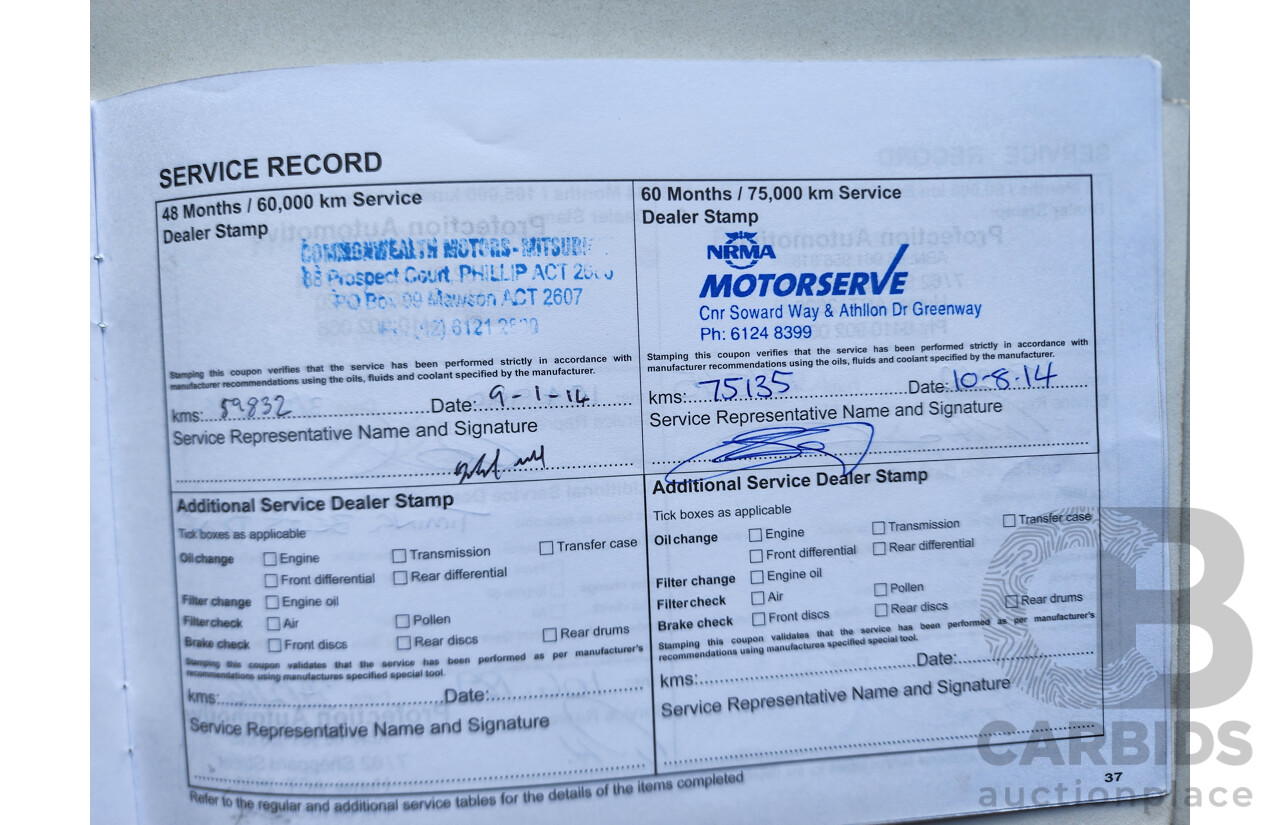 SERVICE RECORD
48 Months / 60,000 km Service
Dealer Stamp
COMMONWEALTH MOTORS - MITSUBI
Prospect Court PHILLIP ACT
PO Box 99 Mawson ACT 2607
6121
Stamping this coupon verifies that the service has been performed strictly in accordance with
manufacturer recommendations using the oils, fluids and coolant specified by the manufacturer.
kms: 59832 Date: 9-1-14
Service Representative Name and Signature
Additional Service Dealer Stamp
Tick boxes as applicable
Oil change Engine Transmission Transfer case
Front differential Rear differential
Filter change Engine oil
Filter check Air Pollen
Brake check Front discs Rear discs Rear drums
Stamping this coupon validates that the service has been performed as per manufacturer's
recommendations using manufactures specified special tool.
kms: Date:
Service Representative Name and Signature
60 Months / 75,000 km Service
Dealer Stamp
NRMA
MOTORSERVE
Cnr Soward Way & Athllon Dr Greenway
Ph: 6124 8399
Stamping this coupon verifies that the service has been performed strictly in accordance with
manufacturer recommendations using the oils, fluids and coolant specified by the manufacturer.
kms: 75135 Date: 10-8-14
Service Representative Name and Signature
Additional Service Dealer Stamp
Tick boxes as applicable
Oil change Engine Transmission Transfer case
Front differential Rear differential
Filter change Engine oil
Filter check Air Pollen
Brake check Front discs Rear discs Rear drums
Stamping this coupon validates that the service has been performed as per manufacturer's
recommendations using manufactures specified special tool.
kms: Date:
Service Representative Name and Signature
Refer to the regular and additional service tables for the details of the items completed
37
CB
CARBIDS
auctionplace